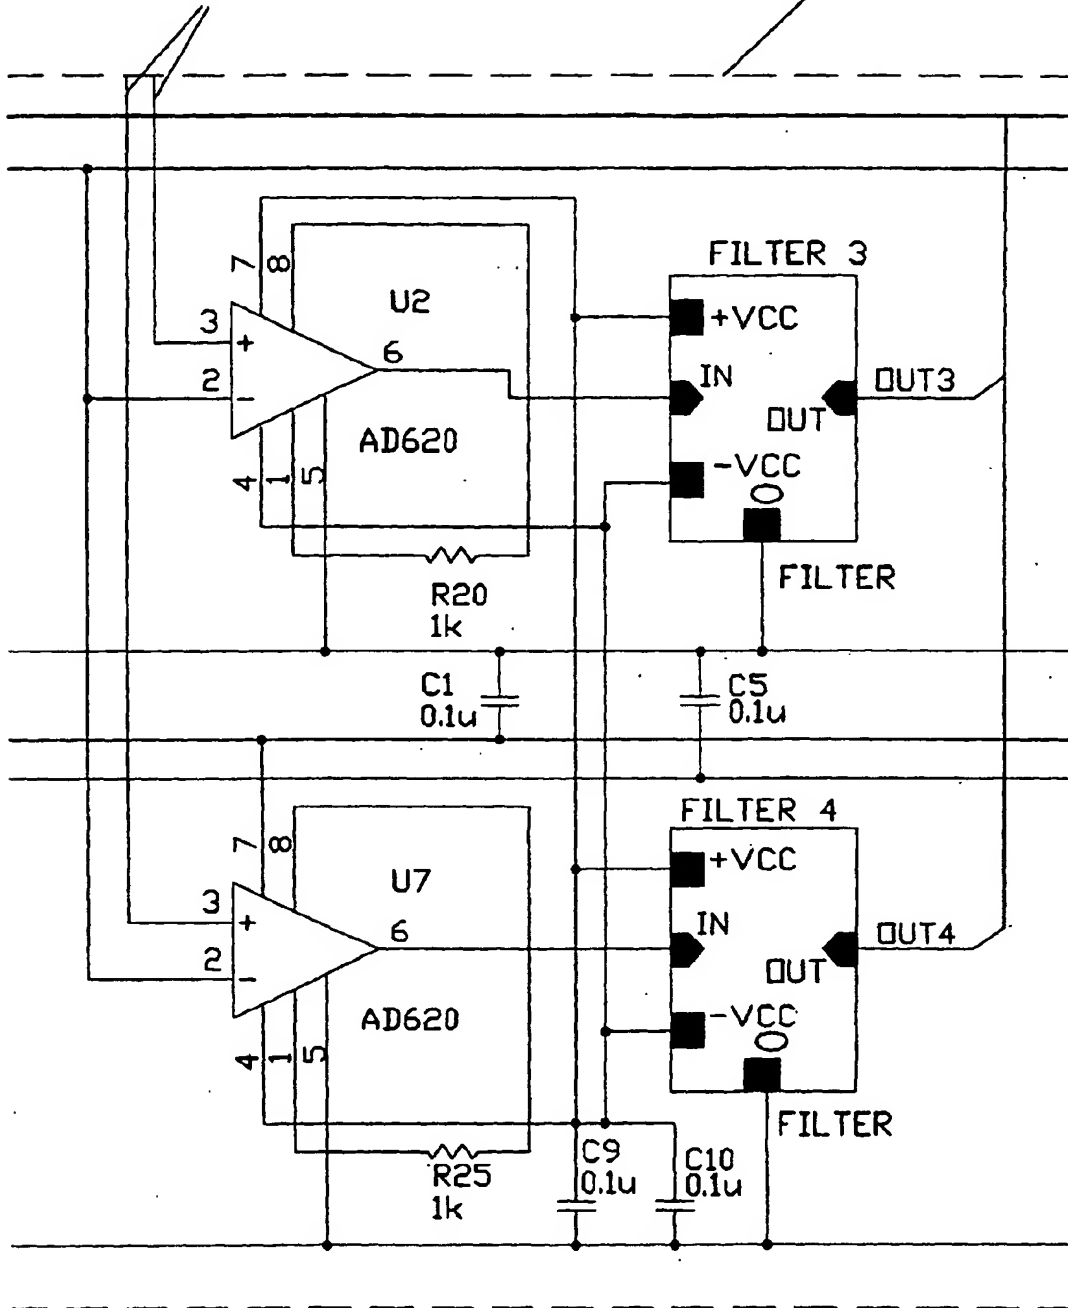 FILTER 3
7
8
U2
3
+
+VCC
6
2
-
IN
OUT3
OUT
AD620
-VCC
4
1
5
O
FILTER
R20
1k
C1
0.1u
C5
0.1u
FILTER 4
7
8
+VCC
U7
3
+
6
IN
2
-
OUT4
OUT
AD620
-VCC
4
1
5
O
FILTER
C9
0.1u
C10
0.1u
R25
1k